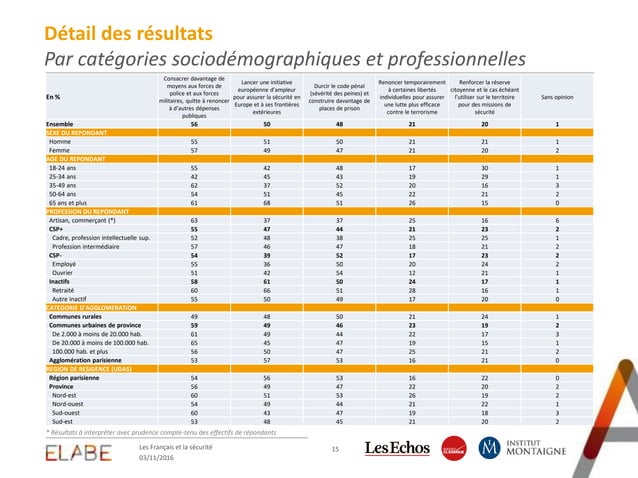 Détail des résultats
Par catégories sociodémographiques et professionnelles
En % Consacrer davantage de moyens aux forces de police et aux forces militaires, quitte à renoncer à d'autres dépenses publiques Lancer une initiative européenne d'ampleur pour assurer la sécurité en Europe et à ses frontières extérieures Durcir le code pénal (sévérité des peines) et construire davantage de places de prison Renoncer temporairement à certaines libertés individuelles pour assurer une lutte plus efficace contre le terrorisme Renforcer la réserve citoyenne et le cas échéant l'utiliser sur le territoire pour des missions de sécurité Sans opinion
Ensemble 56 50 48 21 20 1
SEXE DU REPONDANT
Homme 55 51 50 21 21 1
Femme 57 49 47 21 20 2
AGE DU REPONDANT
18-24 ans 55 42 48 17 30 1
25-34 ans 42 45 43 19 29 1
35-49 ans 62 37 52 20 16 3
50-64 ans 54 51 45 22 21 2
65 ans et plus 61 68 51 26 15 0
PROFESSION DU REPONDANT
Artisan, commerçant (*) 63 37 37 25 16 6
CSP+ 55 47 44 21 23 2
Cadre, profession intellectuelle sup. 52 48 38 25 25 1
Profession intermédiaire 57 46 47 18 21 2
CSP- 54 39 52 17 23 2
Employé 55 36 50 20 24 2
Ouvrier 51 42 54 12 21 1
Inactifs 58 61 50 24 17 1
Retraité 60 66 51 28 16 1
Autre Inactif 55 50 49 17 20 0
CATEGORIE D'AGGLOMERATION
Communes rurales 49 48 50 21 24 1
Communes urbaines de province 59 49 46 23 19 2
De 2.000 à moins de 20.000 hab. 61 49 44 22 17 3
De 20.000 à moins de 100.000 hab. 65 45 47 19 15 1
100.000 hab. et plus 56 50 47 25 21 2
Agglomération parisienne 53 57 53 16 21 0
REGION DE RESIDENCE (UDA5)
Région parisienne 54 56 53 16 22 0
Province 56 49 47 22 20 2
Nord-est 60 51 53 26 19 2
Nord-ouest 54 49 44 21 22 1
Sud-ouest 60 43 47 19 18 3
Sud-est 53 48 45 21 20 2
* Résultats à interpréter avec prudence compte-tenu des effectifs de répondants
ELABE
Les Français et la sécurité
03/11/2016
15
Les Echos
RADIO CLASSIQUE
INSTITUT MONTAIGNE